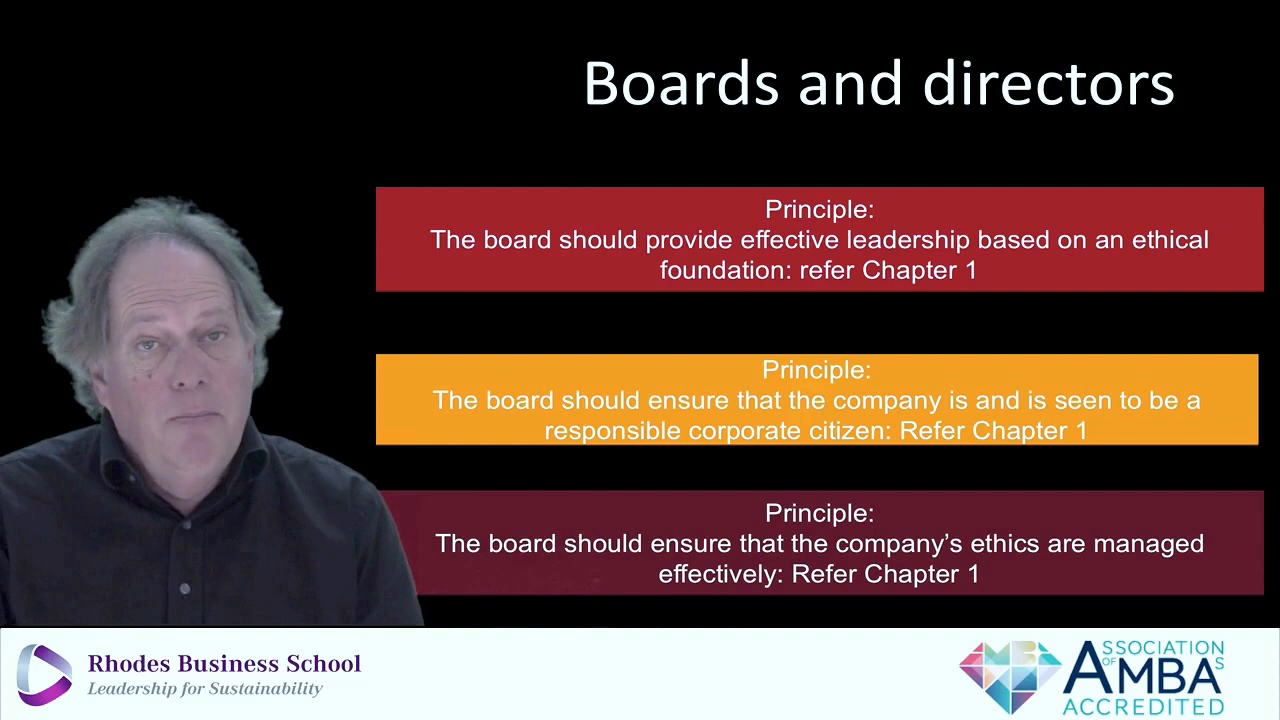 Boards and directors
Principle:
The board should provide effective leadership based on an ethical
foundation: refer Chapter 1
Principle:
The board should ensure that the company is and is seen to be a
responsible corporate citizen: Refer Chapter 1
Principle:
The board should ensure that the company’s ethics are managed
effectively: Refer Chapter 1
Rhodes Business School
Leadership for Sustainability
MBA
ASSOCIATION
OF
AMBAS
ACCREDITED